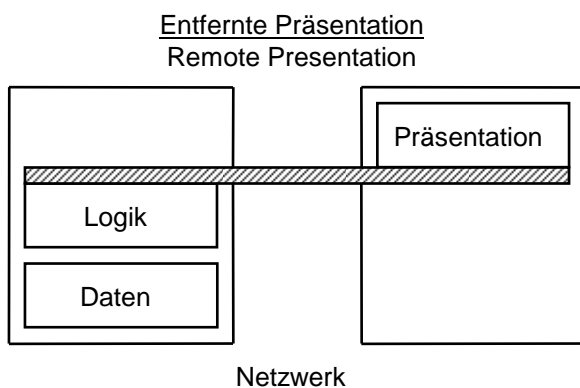 Entfernte Präsentation
Remote Presentation
Präsentation
Logik
Daten
Netzwerk